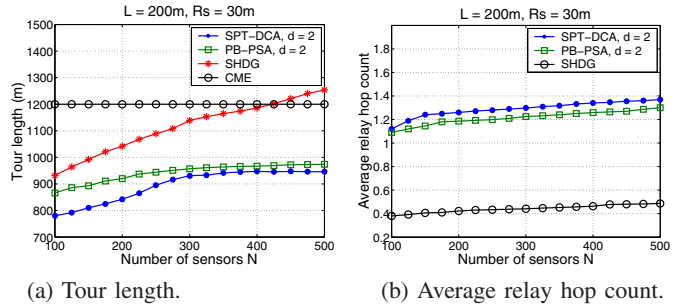 L = 200m, Rs = 30m
1500
1400
1300
1200
1100
1000
900
800
700
Tour length (m)
SPT−DCA, d = 2
PB−PSA, d = 2
SHDG
CME
100
200
300
400
500
Number of sensors N
(a) Tour length.
L = 200m, Rs = 30m
2
1.8
1.6
1.4
1.2
1
0.8
0.6
0.4
0.2
Average relay hop count
SPT−DCA, d = 2
PB−PSA, d = 2
SHDG
100
200
300
400
500
Number of sensors N
(b) Average relay hop count.